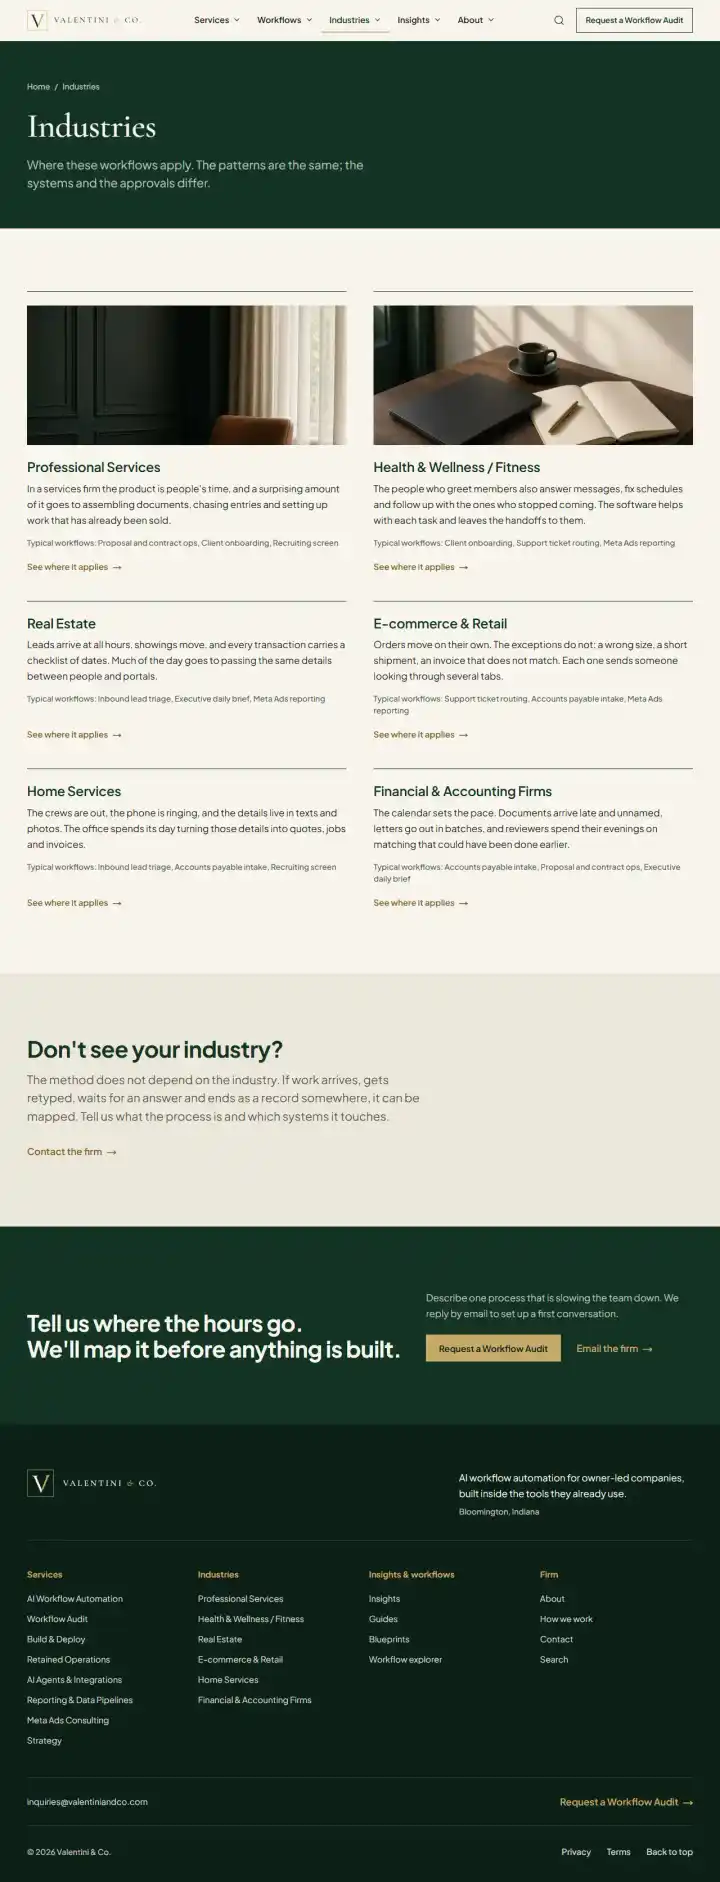 V VALENTINI & CO.
Services
Workflows
Industries
Insights
About
Request a Workflow Audit
Home / Industries
Industries
Where these workflows apply. The patterns are the same; the
systems and the approvals differ.
Professional Services
In a services firm the product is people's time, and a surprising amount
of it goes to assembling documents, chasing entries and setting up
work that has already been sold.
Typical workflows: Proposal and contract ops, Client onboarding, Recruiting screen
See where it applies →
Health & Wellness / Fitness
The people who greet members also answer messages, fix schedules
and follow up with the ones who stopped coming. The software helps
with each task and leaves the handoffs to them.
Typical workflows: Client onboarding, Support ticket routing, Meta Ads reporting
See where it applies →
Real Estate
Leads arrive at all hours, showings move, and every transaction carries a
checklist of dates. Much of the day goes to passing the same details
between people and portals.
Typical workflows: Inbound lead triage, Executive daily brief, Meta Ads reporting
See where it applies →
E-commerce & Retail
Orders move on their own. The exceptions do not: a wrong size, a short
shipment, an invoice that does not match. Each one sends someone
looking through several tabs.
Typical workflows: Support ticket routing, Accounts payable intake, Meta Ads
reporting
See where it applies →
Home Services
The crews are out, the phone is ringing, and the details live in texts and
photos. The office spends its day turning those details into quotes, jobs
and invoices.
Typical workflows: Inbound lead triage, Accounts payable intake, Recruiting screen
See where it applies →
Financial & Accounting Firms
The calendar sets the pace. Documents arrive late and unnamed,
letters go out in batches, and reviewers spend their evenings on
matching that could have been done earlier.
Typical workflows: Accounts payable intake, Proposal and contract ops, Executive
daily brief
See where it applies →
Don't see your industry?
The method does not depend on the industry. If work arrives, gets
retyped, waits for an answer and ends as a record somewhere, it can be
mapped. Tell us what the process is and which systems it touches.
Contact the firm →
Tell us where the hours go.
We'll map it before anything is built.
Describe one process that is slowing the team down. We
reply by email to set up a first conversation.
Request a Workflow Audit
Email the firm →
V VALENTINI & CO.
AI workflow automation for owner-led companies,
built inside the tools they already use.
Bloomington, Indiana
Services
AI Workflow Automation
Workflow Audit
Build & Deploy
Retained Operations
AI Agents & Integrations
Reporting & Data Pipelines
Meta Ads Consulting
Strategy
Industries
Professional Services
Health & Wellness / Fitness
Real Estate
E-commerce & Retail
Home Services
Financial & Accounting Firms
Insights & workflows
Insights
Guides
Blueprints
Workflow explorer
Firm
About
How we work
Contact
Search
inquiries@valentiniandco.com
Request a Workflow Audit →
© 2026 Valentini & Co.
Privacy
Terms
Back to top